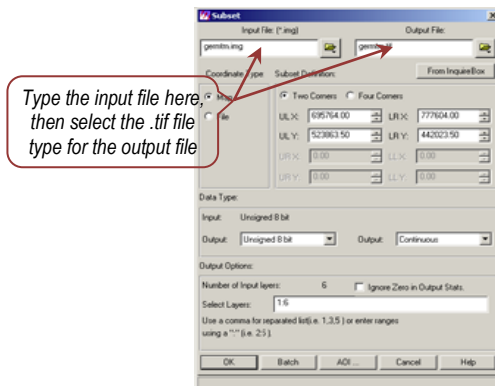 Subset
Input File: (*.img)
Output File:
germtm.img
Coordinate Type
Subset Definition:
From Inquire Box
Map
Two Corners
Four Corners
File
UL X: 695764.00
LR X: 777604.00
UL Y: 523863.50
LR Y: 442023.50
UR X: 0.00
LL X: 0.00
UR Y: 0.00
LL Y: 0.00
Type the input file here,
then select the .tif file
type for the output file
Data Type:
Input: Unsigned 8 bit
Output: Unsigned 8 bit
Output: Continuous
Output Options:
Number of Input layers: 6
Ignore Zero in Output Stats.
Select Layers: 1:6
Use a comma for separated list(i.e. 1,3,5 ) or enter ranges
using a ":" (i.e. 2:5 ).
OK
Batch
AOI ...
Cancel
Help